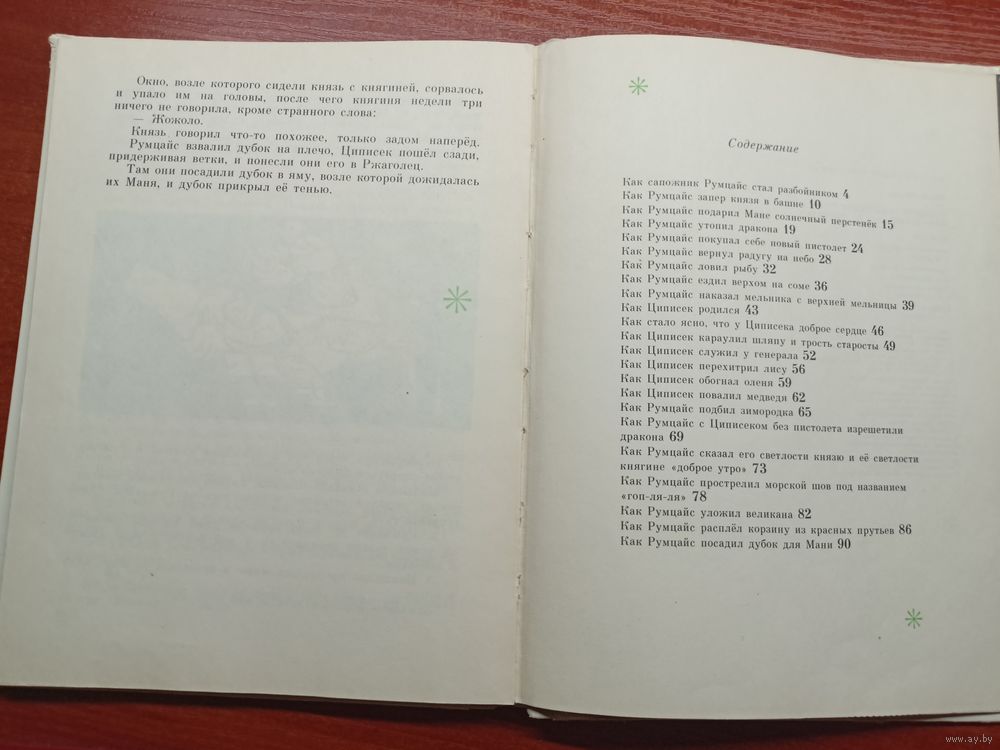 Окно, возле которого сидели князь с княгиней, сорвалось
и упало им на головы, после чего княгиня недели три
ничего не говорила, кроме странного слова:
— Жожоло.
Князь говорил что-то похожее, только задом наперёд.
Румцайс взвалил дубок на плечо, Циписек пошёл сзади,
придерживая ветки, и понесли они его в Ржаголец.
Там они посадили дубок в яму, возле которой дожидалась
их Маня, и дубок прикрыл её тенью.
Содержание
Как сапожник Румцайс стал разбойником 4
Как Румцайс запер князя в башне 10
Как Румцайс подарил Мане солнечный перстенёк 15
Как Румцайс утопил дракона 19
Как Румцайс покупал себе новый пистолет 24
Как Румцайс вернул радугу на небо 28
Как Румцайс ловил рыбу 32
Как Румцайс ездил верхом на соме 36
Как Румцайс наказал мельника с верхней мельницы 39
Как Циписек родился 43
Как стало ясно, что у Циписека доброе сердце 46
Как Циписек караулил шляпу и трость старосты 49
Как Циписек служил у генерала 52
Как Циписек перехитрил лису 56
Как Циписек обогнал оленя 59
Как Циписек повалил медведя 62
Как Румцайс подбил зимородка 65
Как Румцайс с Циписеком без пистолета изрешетили
дракона 69
Как Румцайс сказал его светлости князю и её светлости
княгине «доброе утро» 73
Как Румцайс прострелил морской шов под названием
«гоп-ля-ля» 78
Как Румцайс уложил великана 82
Как Румцайс расплёл корзину из красных прутьев 86
Как Румцайс посадил дубок для Мани 90
www.ay.by